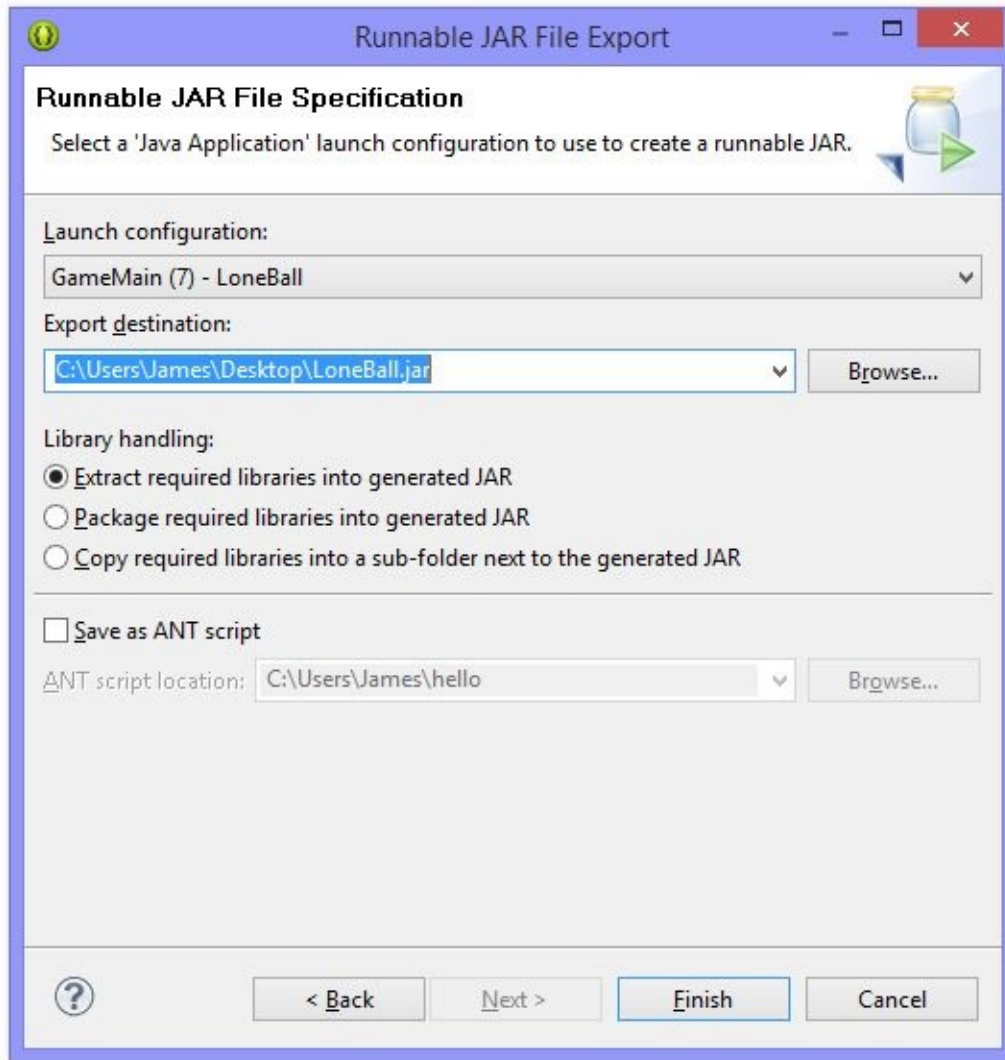 Runnable JAR File Export
Runnable JAR File Specification
Select a 'Java Application' launch configuration to use to create a runnable JAR.
Launch configuration:
GameMain (7) - LoneBall
Export destination:
C:\Users\James\Desktop\LoneBall.jar
Browse...
Library handling:
Extract required libraries into generated JAR
Package required libraries into generated JAR
Copy required libraries into a sub-folder next to the generated JAR
Save as ANT script
ANT script location:
C:\Users\James\hello
Browse...
?
< Back
Next >
Finish
Cancel